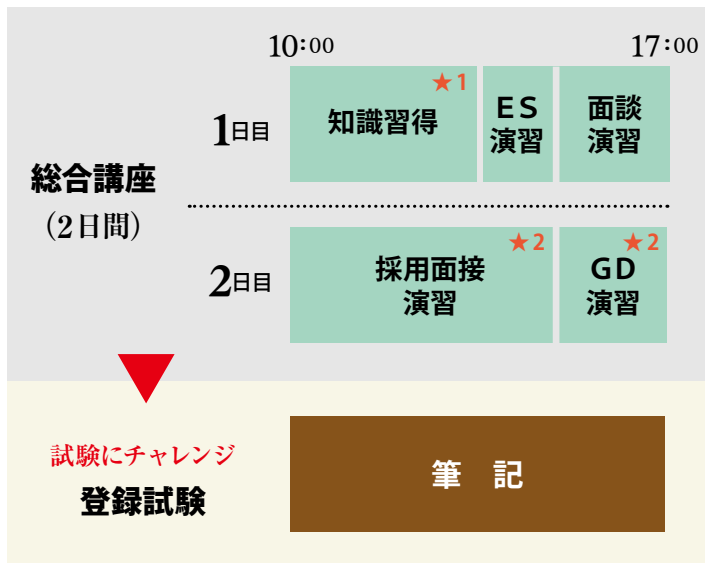 10:00 17:00
総合講座
(2日間)
1日目
★1
知識習得
ES
演習
面談
演習
2日目
★2
採用面接
演習
★2
GD
演習
試験にチャレンジ
登録試験
筆 記